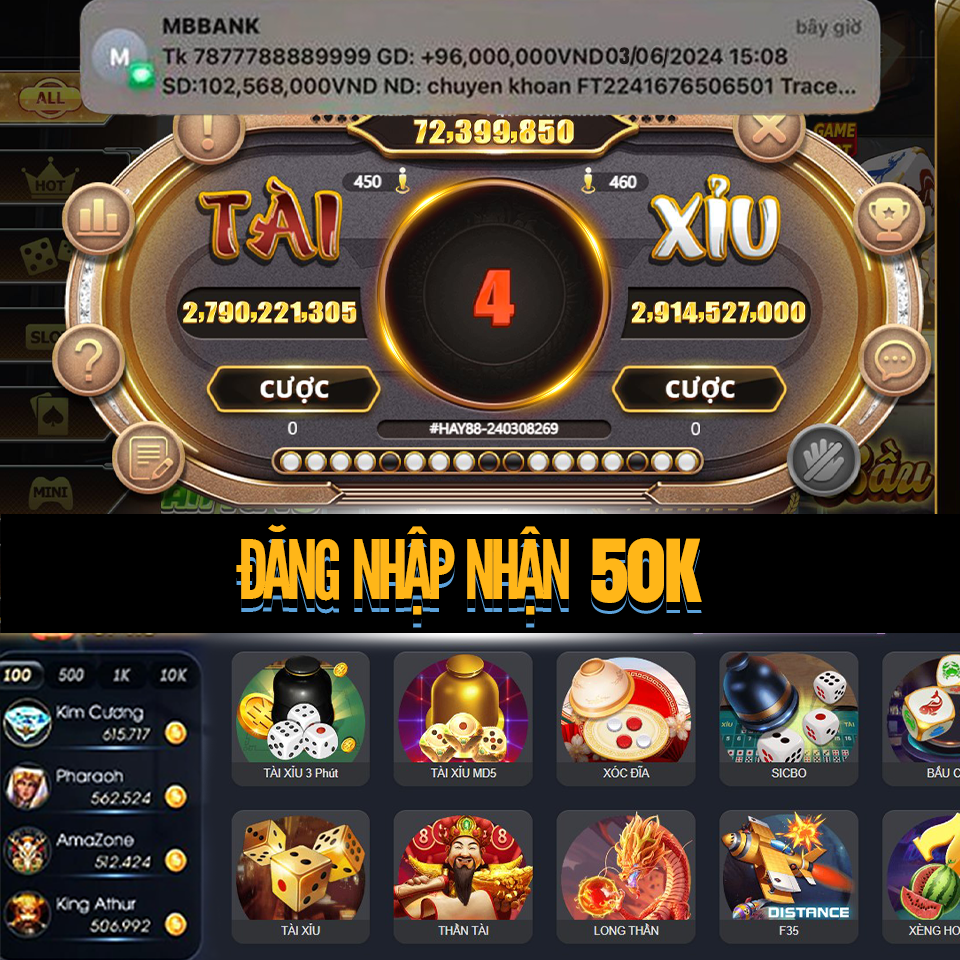 MBBANK
bây giờ
M
Tk 7877788889999 GD: +96,000,000VND03/06/2024 15:08
SD:102,568,000VND ND: chuyen khoan FT2241676506501 Trace...
ALL
72,399,850
GAME
HOT
450
460
TÀI
XỈU
4
2,790,221,305
2,914,527,000
SLO
CƯỢC
CƯỢC
0
#HAY88-240308269
0
MINI
Bầu
ĐĂNG NHẬP NHẬN 50K
100 500 1K 10K
Kim Cương
615.717
Pharaoh
562.524
AmaZone
512.424
King Athur
506.992
TÀI XỈU 3 Phút
TÀI XỈU MD5
XÓC ĐĨA
SICBO
BẦU C
8
8
DISTANCE
TÀI XỈU
THẦN TÀI
LONG THẦN
F35
XÈNG HO